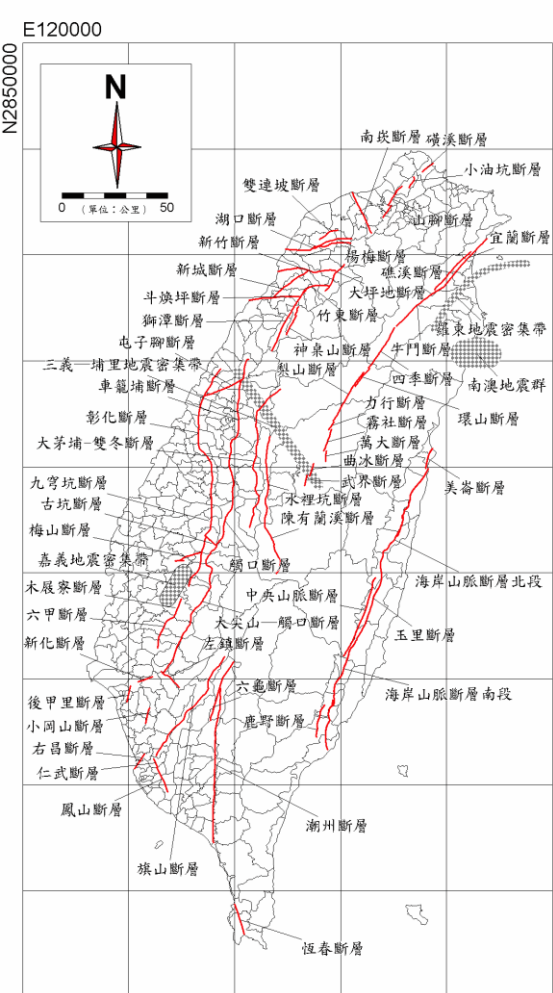 E120000
N2850000
N
0 (單位：公里) 50
南崁斷層
磺溪斷層
小油坑斷層
雙連坡斷層
山腳斷層
湖口斷層
宜蘭斷層
新竹斷層
楊梅斷層
礁溪斷層
新城斷層
大坪地斷層
斗煥坪斷層
竹東斷層
獅潭斷層
羅東地震密集帶
屯子腳斷層
神桌山斷層
牛鬥斷層
三義—埔里地震密集帶
梨山斷層
四季斷層
南澳地震群
車籠埔斷層
力行斷層
環山斷層
彰化斷層
霧社斷層
大茅埔-雙冬斷層
萬大斷層
曲冰斷層
九芎坑斷層
武界斷層
美崙斷層
古坑斷層
水裡坑斷層
陳有蘭溪斷層
梅山斷層
嘉義地震密集帶
觸口斷層
木屐寮斷層
海岸山脈斷層北段
中央山脈斷層
六甲斷層
大尖山—觸口斷層
玉里斷層
新化斷層
左鎮斷層
六龜斷層
海岸山脈斷層南段
後甲里斷層
鹿野斷層
小岡山斷層
右昌斷層
仁武斷層
鳳山斷層
潮州斷層
旗山斷層
恆春斷層